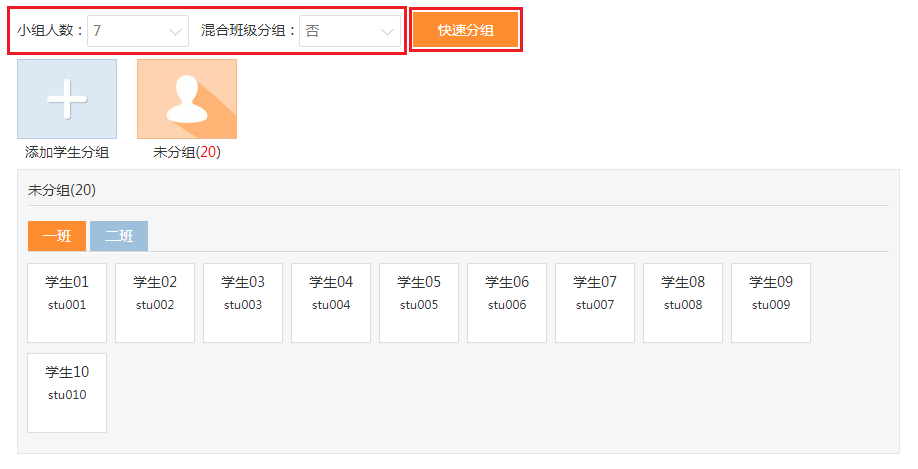 小组人数：7 混合班级分组：否 快速分组
添加学生分组 未分组(20)
未分组(20)
一班 二班
学生01 学生02 学生03 学生04 学生05 学生06 学生07 学生08 学生09
stu001 stu002 stu003 stu004 stu005 stu006 stu007 stu008 stu009
学生10
stu010